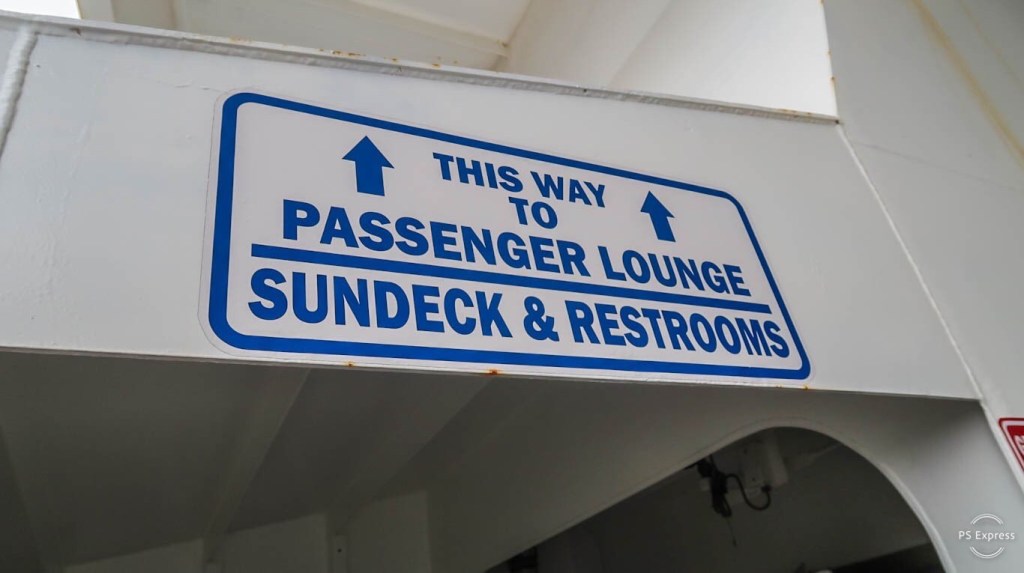 THIS WAY
TO
PASSENGER LOUNGE
SUNDECK & RESTROOMS
PS Express